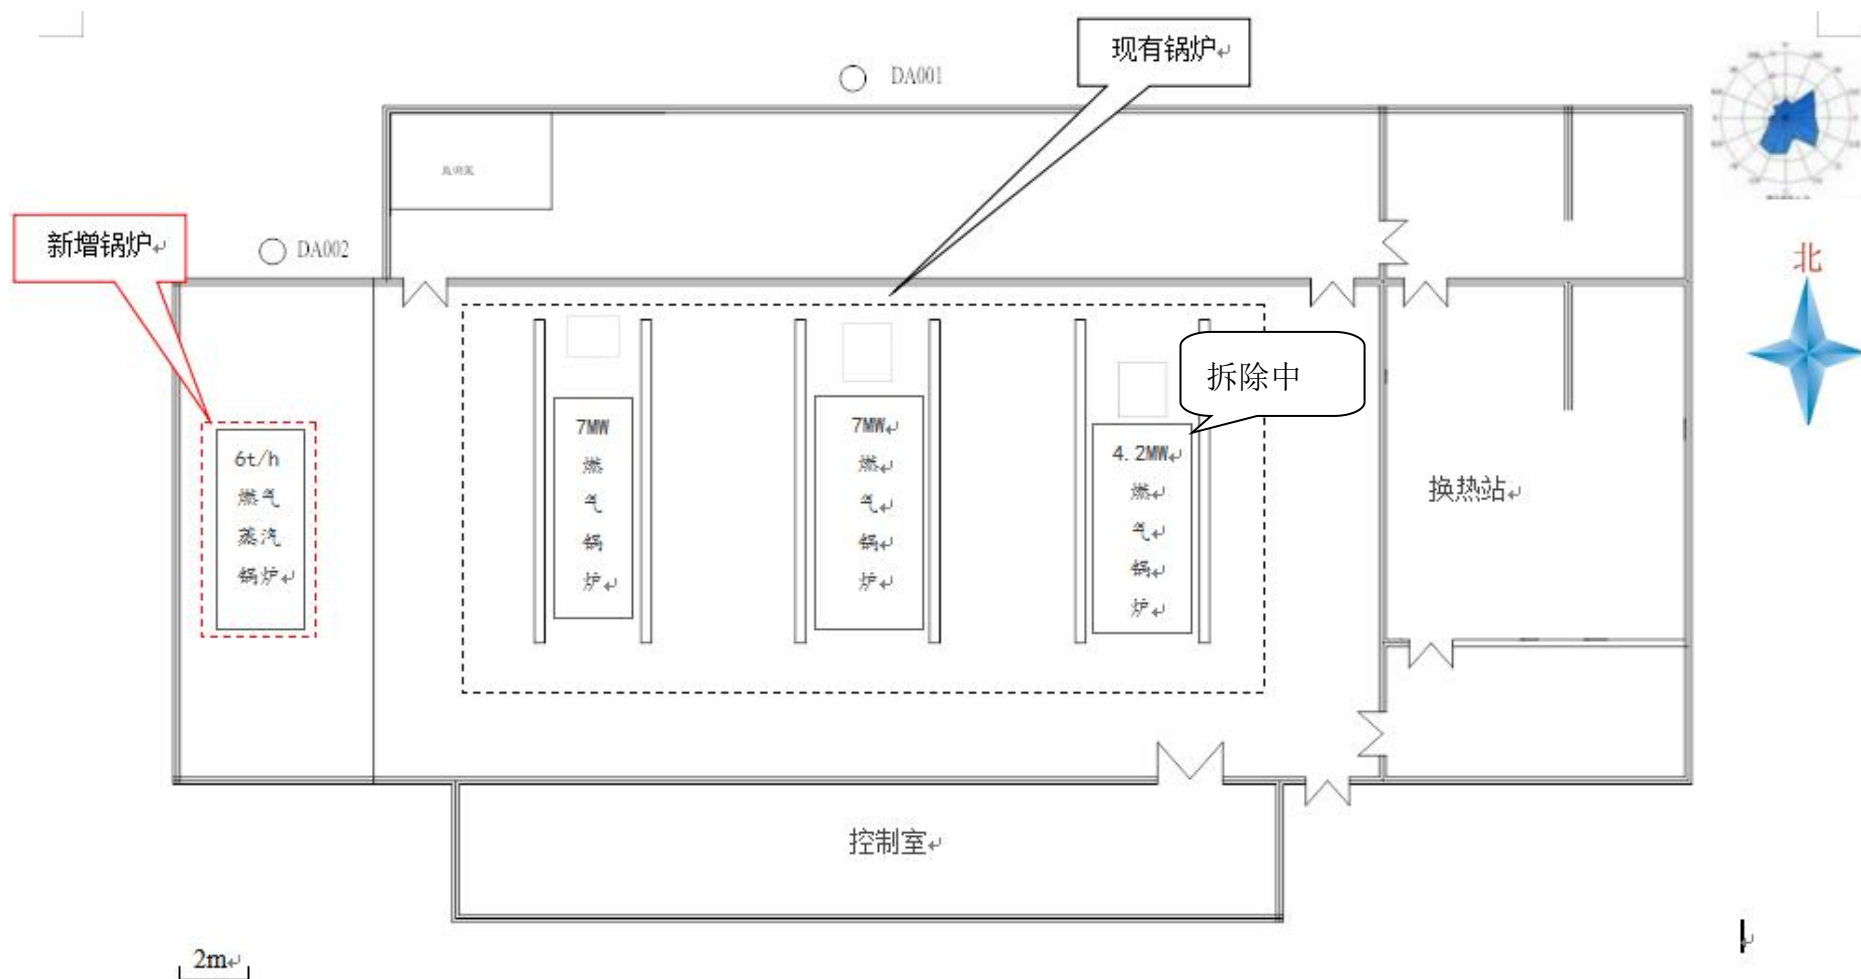 现有锅炉
DA001
新增锅炉
DA002
北
拆除中
6t/h
燃气
蒸汽
锅炉
7MW
燃
气
锅
炉
7MW
燃
气
锅
炉
4.2MW
燃
气
锅
炉
换热站
控制室
2m